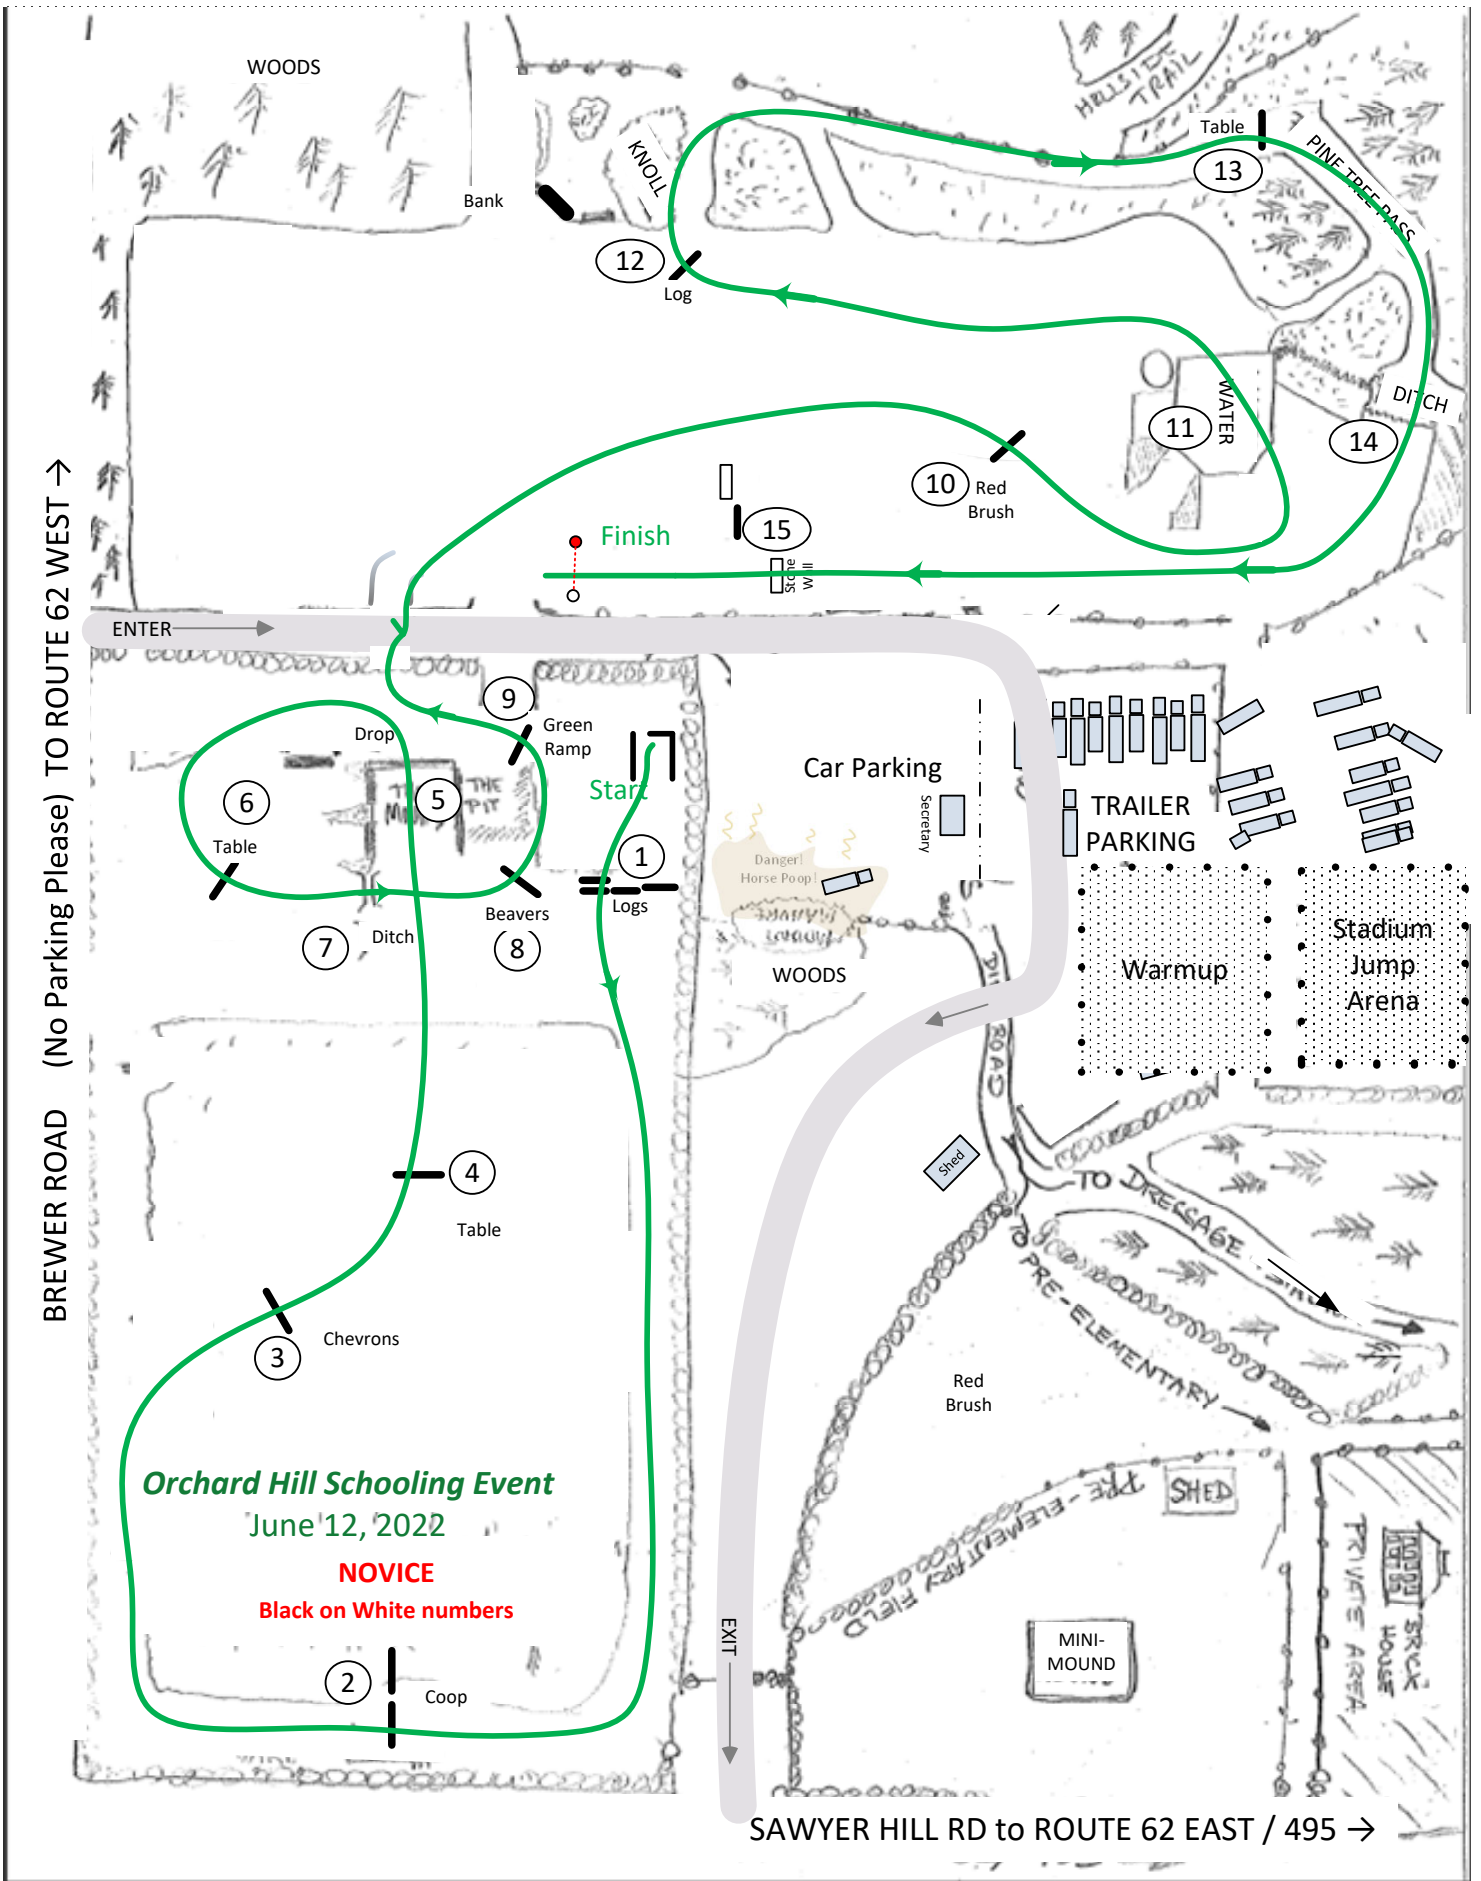 WOODS
HILLSIDE
TRAIL
Table
13
PINE TREE PASS
KNOLL
Bank
12
Log
WATER
11
DITCH
14
10
Red
Brush
15
Stone
Wall
Finish
ENTER
BREWER ROAD (No Parking Please) TO ROUTE 62 WEST →
9
Green
Ramp
Drop
Start
THE
PIT
5
6
Table
1
Logs
Beavers
8
Ditch
7
Car Parking
Secretary
TRAILER
PARKING
Danger!
Horse Poop!
WOODS
Warmup
Stadium
Jump
Arena
ROAD
4
Table
Shed
TO DRESSAGE
TO PRE-ELEMENTARY
3
Chevrons
Red
Brush
Orchard Hill Schooling Event
June 12, 2022
NOVICE
Black on White numbers
PRE-ELEMENTARY FIELD
SHED
PRIVATE AREA
BRICK
HOUSE
EXIT
MINI-
MOUND
2
Coop
SAWYER HILL RD to ROUTE 62 EAST / 495 →